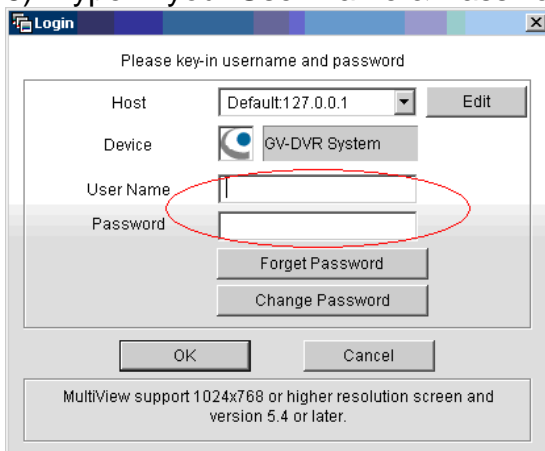 Login
Please key-in username and password
Host Default:127.0.0.1 Edit
Device GV-DVR System
User Name
Password
Forget Password
Change Password
OK Cancel
MultiView support 1024x768 or higher resolution screen and
version 5.4 or later.